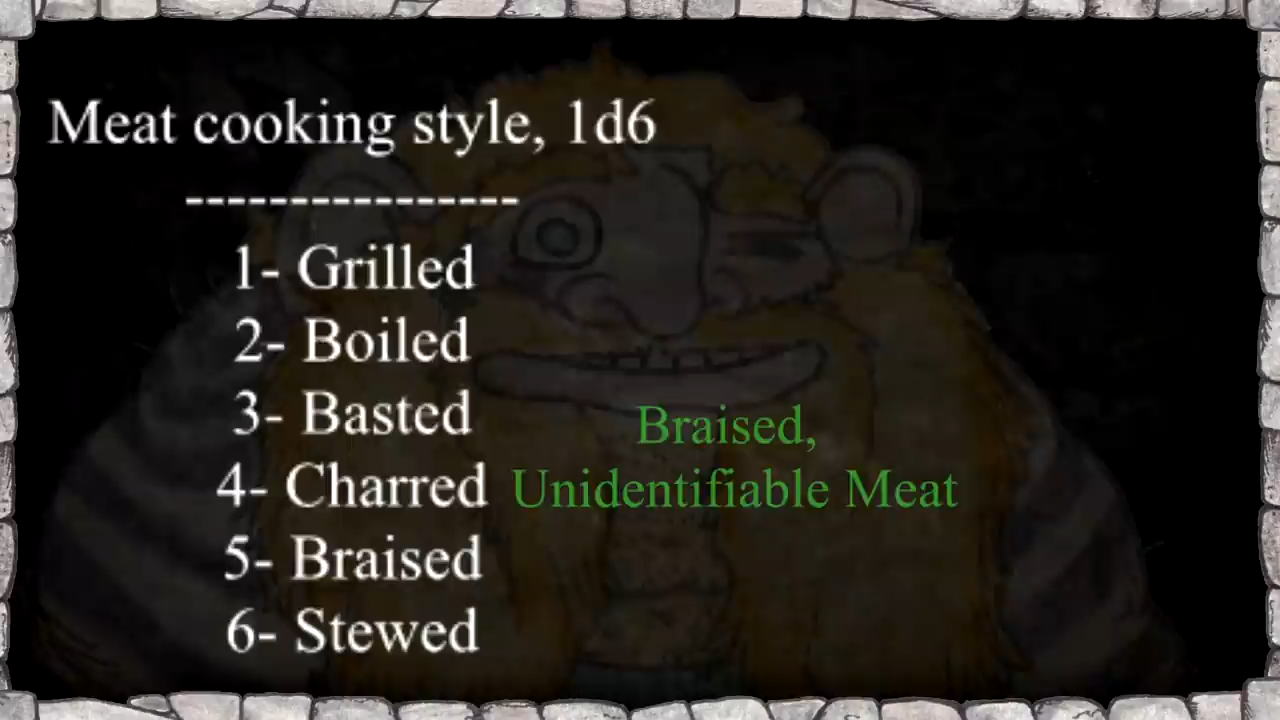 Meat cooking style, 1d6
----------------
1- Grilled
2- Boiled
3- Basted
4- Charred
5- Braised
6- Stewed
Braised,
Unidentifiable Meat